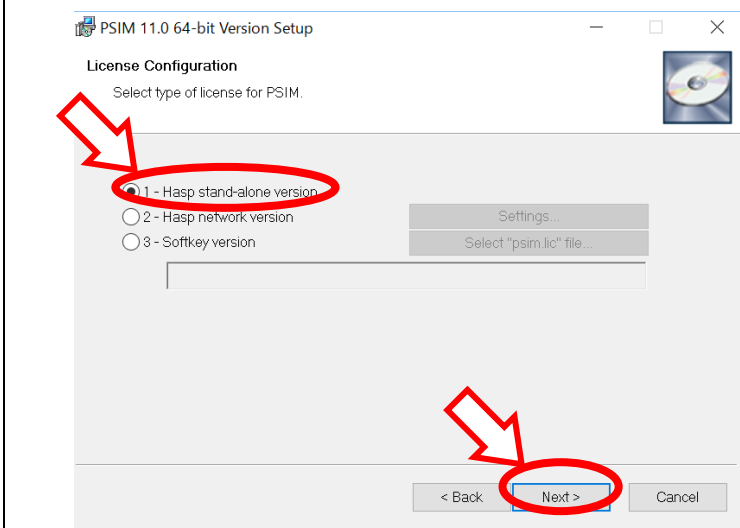 PSIM 11.0 64-bit Version Setup
License Configuration
Select type of license for PSIM.
1 - Hasp stand-alone version
2 - Hasp network version
Settings...
3 - Softkey version
Select "psim.lic" file...
< Back
Next >
Cancel